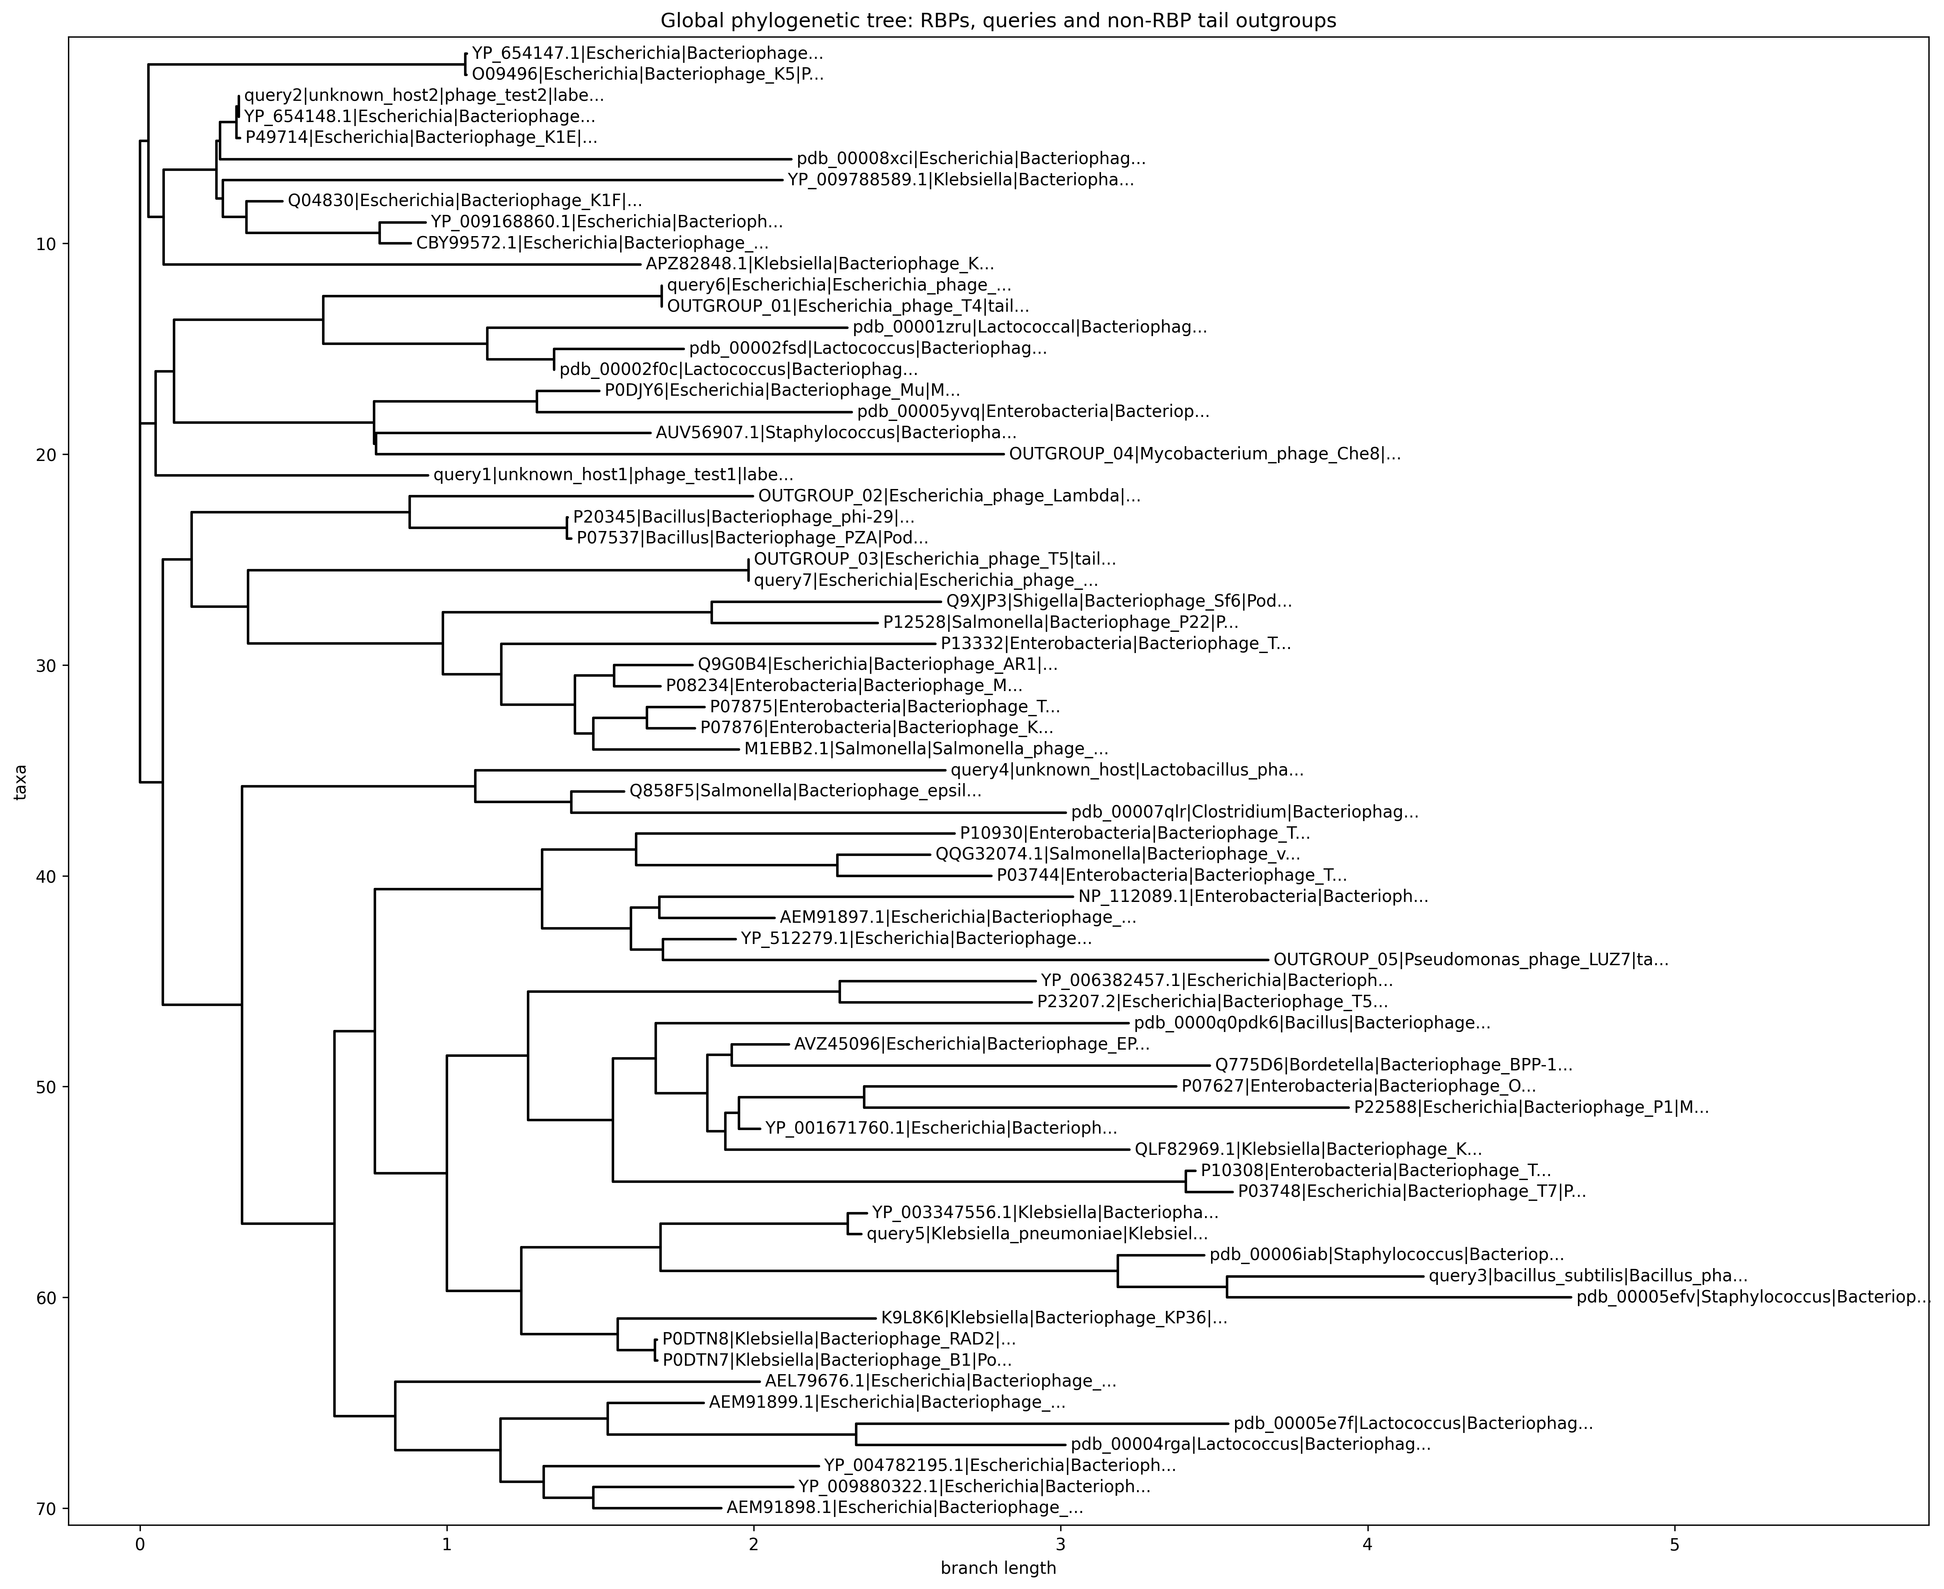 Global phylogenetic tree: RBPs, queries and non-RBP tail outgroups
YP_654147.1|Escherichia|Bacteriophage...
O09496|Escherichia|Bacteriophage_K5|P...
query2|unknown_host2|phage_test2|labe...
YP_654148.1|Escherichia|Bacteriophage...
P49714|Escherichia|Bacteriophage_K1E|...
pdb_00008xci|Escherichia|Bacteriophag...
YP_009788589.1|Klebsiella|Bacteriopha...
Q04830|Escherichia|Bacteriophage_K1F|...
YP_009168860.1|Escherichia|Bacterioph...
10
CBY99572.1|Escherichia|Bacteriophage_...
APZ82848.1|Klebsiella|Bacteriophage_K...
query6|Escherichia|Escherichia_phage_...
OUTGROUP_01|Escherichia_phage_T4|tail...
pdb_00001zru|Lactococcal|Bacteriophag...
pdb_00002fsd|Lactococcus|Bacteriophag...
pdb_00002f0c|Lactococcus|Bacteriophag...
P0DJY6|Escherichia|Bacteriophage_Mu|M...
pdb_00005yvq|Enterobacteria|Bacteriop...
AUV56907.1|Staphylococcus|Bacteriopha...
20
OUTGROUP_04|Mycobacterium_phage_Che8|...
query1|unknown_host1|phage_test1|labe...
OUTGROUP_02|Escherichia_phage_Lambda|...
P20345|Bacillus|Bacteriophage_phi-29|...
P07537|Bacillus|Bacteriophage_PZA|Pod...
OUTGROUP_03|Escherichia_phage_T5|tail...
query7|Escherichia|Escherichia_phage_...
Q9XJP3|Shigella|Bacteriophage_Sf6|Pod...
P12528|Salmonella|Bacteriophage_P22|P...
P13332|Enterobacteria|Bacteriophage_T...
30
Q9G0B4|Escherichia|Bacteriophage_AR1|...
P08234|Enterobacteria|Bacteriophage_M...
P07875|Enterobacteria|Bacteriophage_T...
P07876|Enterobacteria|Bacteriophage_K...
M1EBB2.1|Salmonella|Salmonella_phage_...
query4|unknown_host|Lactobacillus_pha...
Q858F5|Salmonella|Bacteriophage_epsil...
pdb_00007qlr|Clostridium|Bacteriophag...
P10930|Enterobacteria|Bacteriophage_T...
QQG32074.1|Salmonella|Bacteriophage_v...
40
P03744|Enterobacteria|Bacteriophage_T...
NP_112089.1|Enterobacteria|Bacterioph...
AEM91897.1|Escherichia|Bacteriophage_...
YP_512279.1|Escherichia|Bacteriophage...
OUTGROUP_05|Pseudomonas_phage_LUZ7|ta...
YP_006382457.1|Escherichia|Bacterioph...
P23207.2|Escherichia|Bacteriophage_T5...
pdb_0000q0pdk6|Bacillus|Bacteriophage...
AVZ45096|Escherichia|Bacteriophage_EP...
Q775D6|Bordetella|Bacteriophage_BPP-1...
50
P07627|Enterobacteria|Bacteriophage_O...
P22588|Escherichia|Bacteriophage_P1|M...
YP_001671760.1|Escherichia|Bacterioph...
QLF82969.1|Klebsiella|Bacteriophage_K...
P10308|Enterobacteria|Bacteriophage_T...
P03748|Escherichia|Bacteriophage_T7|P...
YP_003347556.1|Klebsiella|Bacteriopha...
query5|Klebsiella_pneumoniae|Klebsiel...
pdb_00006iab|Staphylococcus|Bacteriop...
query3|bacillus_subtilis|Bacillus_pha...
60
pdb_00005efv|Staphylococcus|Bacteriop...
K9L8K6|Klebsiella|Bacteriophage_KP36|...
P0DTN8|Klebsiella|Bacteriophage_RAD2|...
P0DTN7|Klebsiella|Bacteriophage_B1|Po...
AEL79676.1|Escherichia|Bacteriophage_...
AEM91899.1|Escherichia|Bacteriophage_...
pdb_00005e7f|Lactococcus|Bacteriophag...
pdb_00004rga|Lactococcus|Bacteriophag...
YP_004782195.1|Escherichia|Bacterioph...
YP_009880322.1|Escherichia|Bacterioph...
70
AEM91898.1|Escherichia|Bacteriophage_...
taxa
0 1 2 3 4 5
branch length